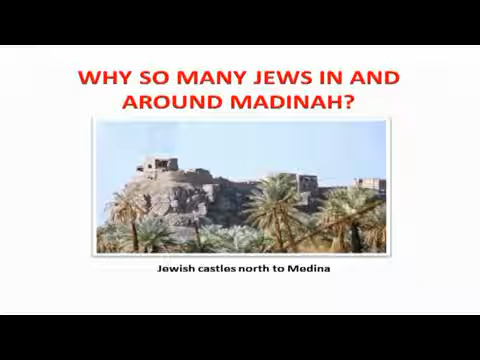 WHY SO MANY JEWS IN AND
AROUND MADINAH?
Jewish castles north to Medina